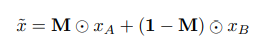 x̃ = M ⊙ x_A + (1 − M) ⊙ x_B